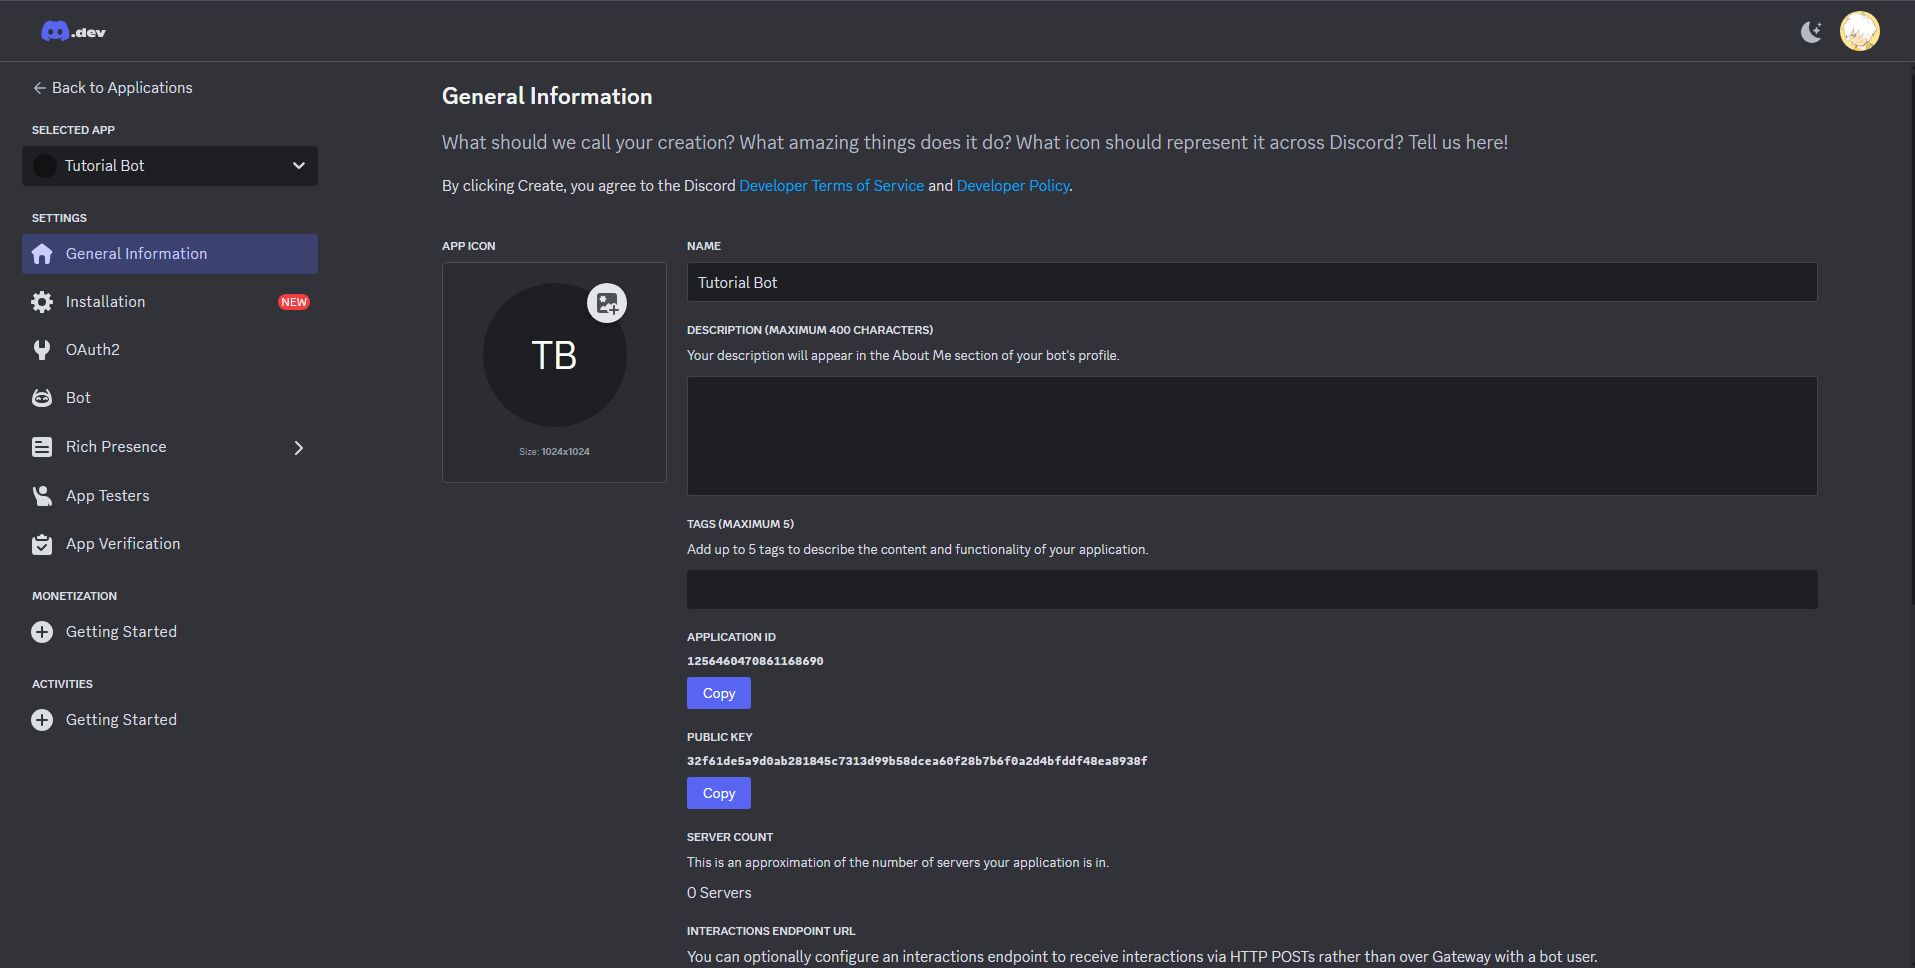 .dev
Back to Applications
SELECTED APP
Tutorial Bot
SETTINGS
General Information
Installation
NEW
OAuth2
Bot
Rich Presence
App Testers
App Verification
MONETIZATION
Getting Started
ACTIVITIES
Getting Started
General Information
What should we call your creation? What amazing things does it do? What icon should represent it across Discord? Tell us here!
By clicking Create, you agree to the Discord Developer Terms of Service and Developer Policy.
APP ICON
TB
Size: 1024x1024
NAME
Tutorial Bot
DESCRIPTION (MAXIMUM 400 CHARACTERS)
Your description will appear in the About Me section of your bot's profile.
TAGS (MAXIMUM 5)
Add up to 5 tags to describe the content and functionality of your application.
APPLICATION ID
1256460470861168690
Copy
PUBLIC KEY
32f61de5a9d0ab281845c7313d99b58dcea60f28b7b6f0a2d4bfddf48ea8938f
Copy
SERVER COUNT
This is an approximation of the number of servers your application is in.
0 Servers
INTERACTIONS ENDPOINT URL
You can optionally configure an interactions endpoint to receive interactions via HTTP POSTs rather than over Gateway with a bot user.